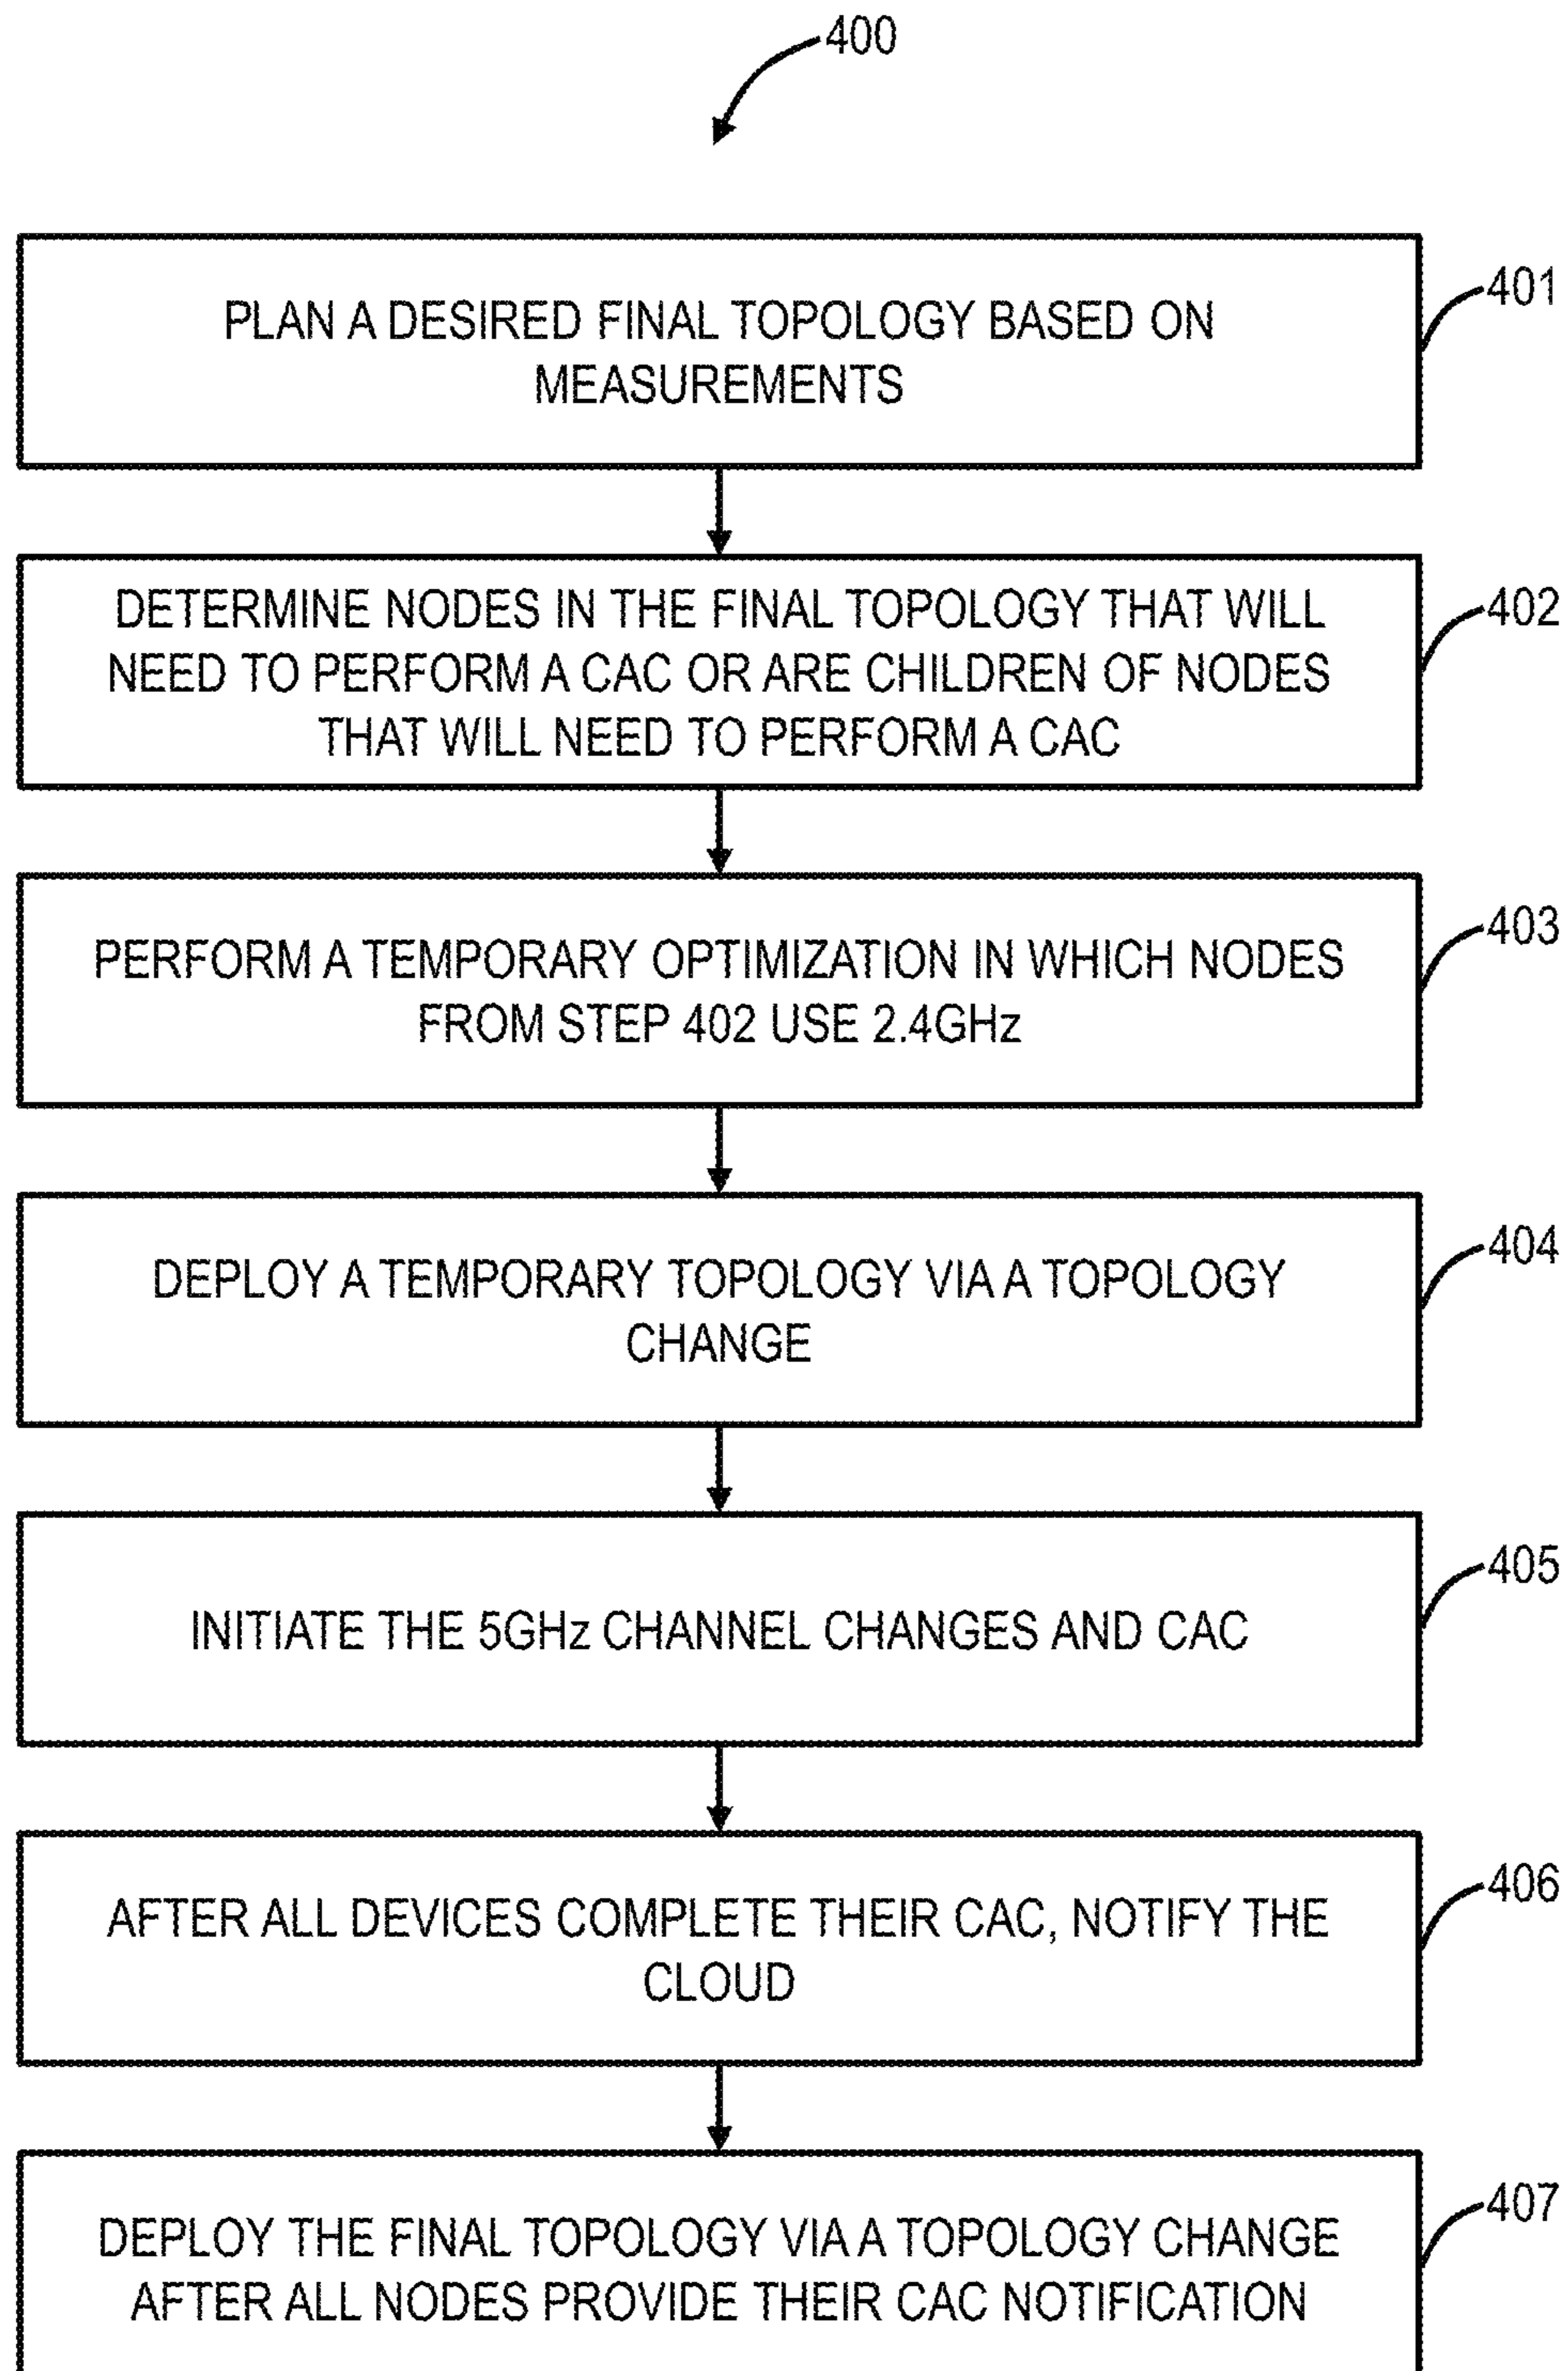 400
PLAN A DESIRED FINAL TOPOLOGY BASED ON
MEASUREMENTS
401
DETERMINE NODES IN THE FINAL TOPOLOGY THAT WILL
NEED TO PERFORM A CAC OR ARE CHILDREN OF NODES
THAT WILL NEED TO PERFORM A CAC
402
PERFORM A TEMPORARY OPTIMIZATION IN WHICH NODES
FROM STEP 402 USE 2.4GHz
403
DEPLOY A TEMPORARY TOPOLOGY VIA A TOPOLOGY
CHANGE
404
INITIATE THE 5GHz CHANNEL CHANGES AND CAC
405
AFTER ALL DEVICES COMPLETE THEIR CAC, NOTIFY THE
CLOUD
406
DEPLOY THE FINAL TOPOLOGY VIA A TOPOLOGY CHANGE
AFTER ALL NODES PROVIDE THEIR CAC NOTIFICATION
407